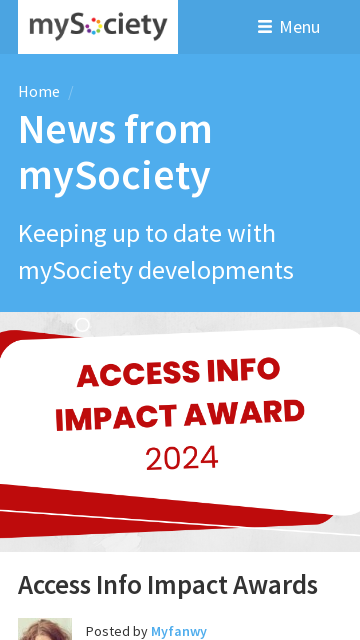 mySociety
Menu
Home /
News from
mySociety
Keeping up to date with
mySociety developments
ACCESS INFO
IMPACT AWARD
2024
Access Info Impact Awards
Posted by Myfanwy